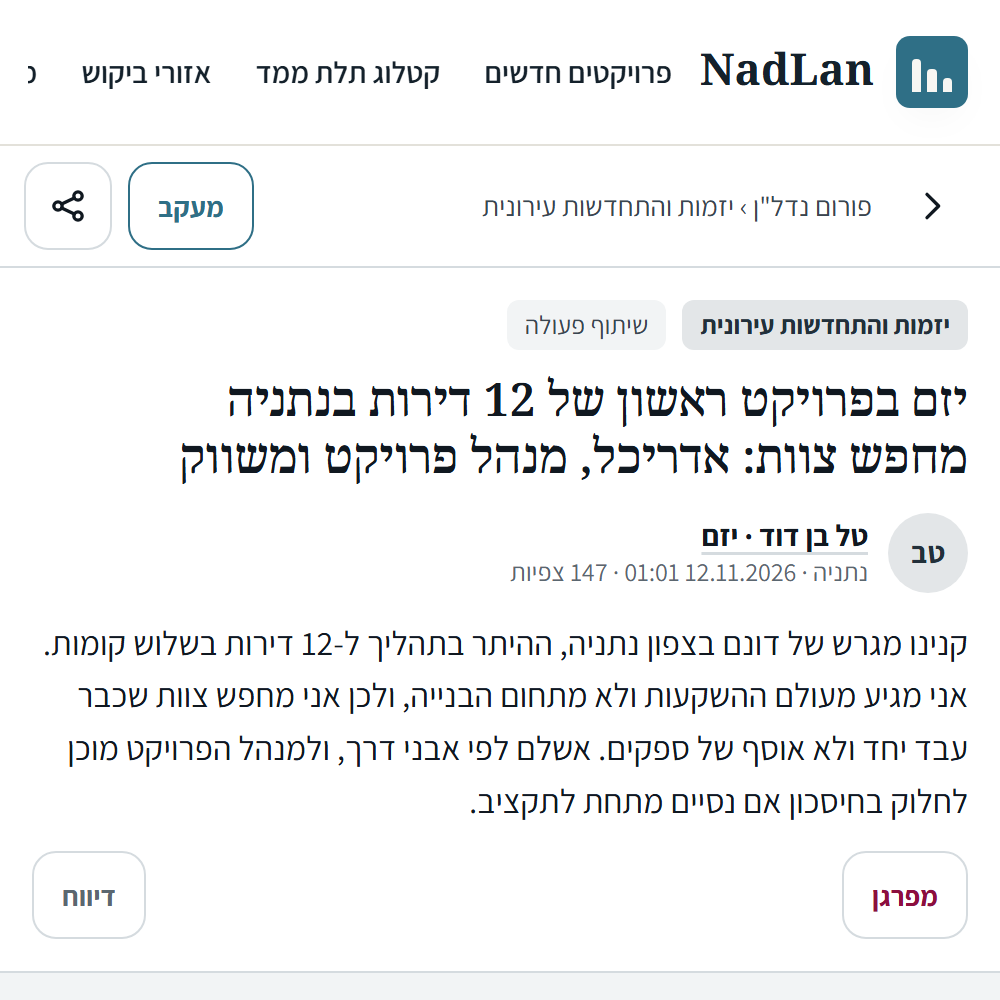 NadLan
פרויקטים חדשים
קטלוג תלת ממד
אזורי ביקוש
פורום נדל"ן › יזמות והתחדשות עירונית
מעקב
יזמות והתחדשות עירונית
שיתוף פעולה
יזם בפרויקט ראשון של 12 דירות בנתניה
מחפש צוות: אדריכל, מנהל פרויקט ומשווק
טב
טל בן דוד · יזם
נתניה · 12.11.2026 01:01 · 147 צפיות
קנינו מגרש של דונם בצפון נתניה, ההיתר בתהליך ל-12 דירות בשלוש קומות.
אני מגיע מעולם ההשקעות ולא מתחום הבנייה, ולכן אני מחפש צוות שכבר
עבד יחד ולא אוסף של ספקים. אשלם לפי אבני דרך, ולמנהל הפרויקט מוכן
לחלוק בחיסכון אם נסיים מתחת לתקציב.
מפרגן
דיווח